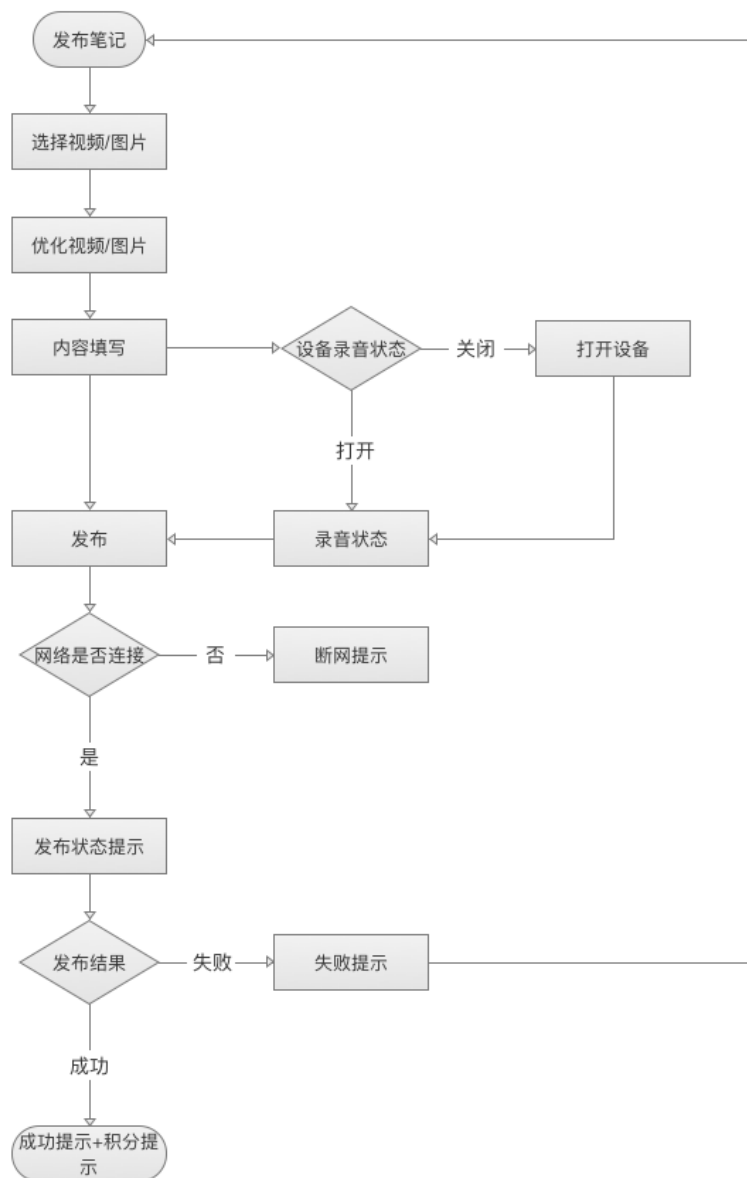 发布笔记
选择视频/图片
优化视频/图片
内容填写
设备录音状态
关闭
打开设备
打开
发布
录音状态
网络是否连接
否
断网提示
是
发布状态提示
发布结果
失败
失败提示
成功
成功提示+积分提
示